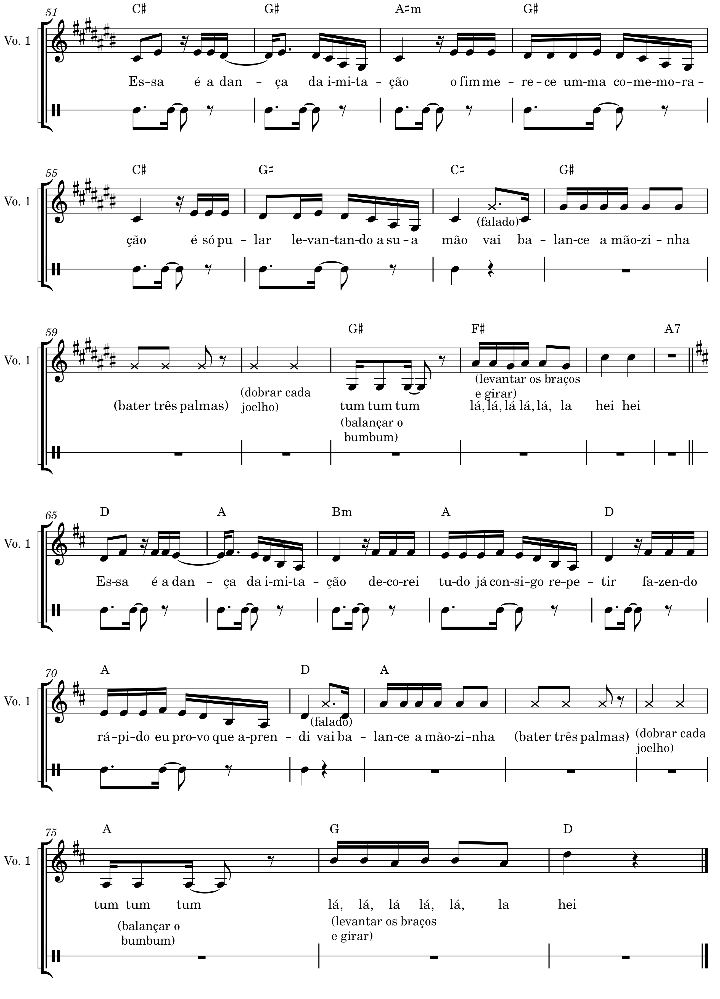 51 C♯ G♯ A♯m G♯
Vo. 1
Es-sa é a dan - ça da i-mi-ta - ção o fim me - re-ce um-ma co-me-mo-ra -
55 C♯ G♯ C♯ G♯
Vo. 1
(falado)
ção é só pu - lar le-van-tan-do a su-a mão vai ba - lan-ce a mão-zi-nha
59 G♯ F♯ A7
Vo. 1
(levantar os braços
e girar)
(dobrar cada
joelho)
(bater três palmas) tum tum tum lá, lá, lá lá, lá, la hei hei
(balançar o
bumbum)
65 D A Bm A D
Vo. 1
Es-sa é a dan - ça da i-mi-ta - ção de-co-rei tu-do já con-si-go re-pe - tir fa-zen-do
70 A D A
Vo. 1
(falado)
rá-pi-do eu pro-vo que a-pren - di vai ba - lan-ce a mão-zi-nha (bater três palmas) (dobrar cada
joelho)
75 A G D
Vo. 1
tum tum tum lá, lá, lá lá, lá, la hei
(balançar o
bumbum)
(levantar os braços
e girar)